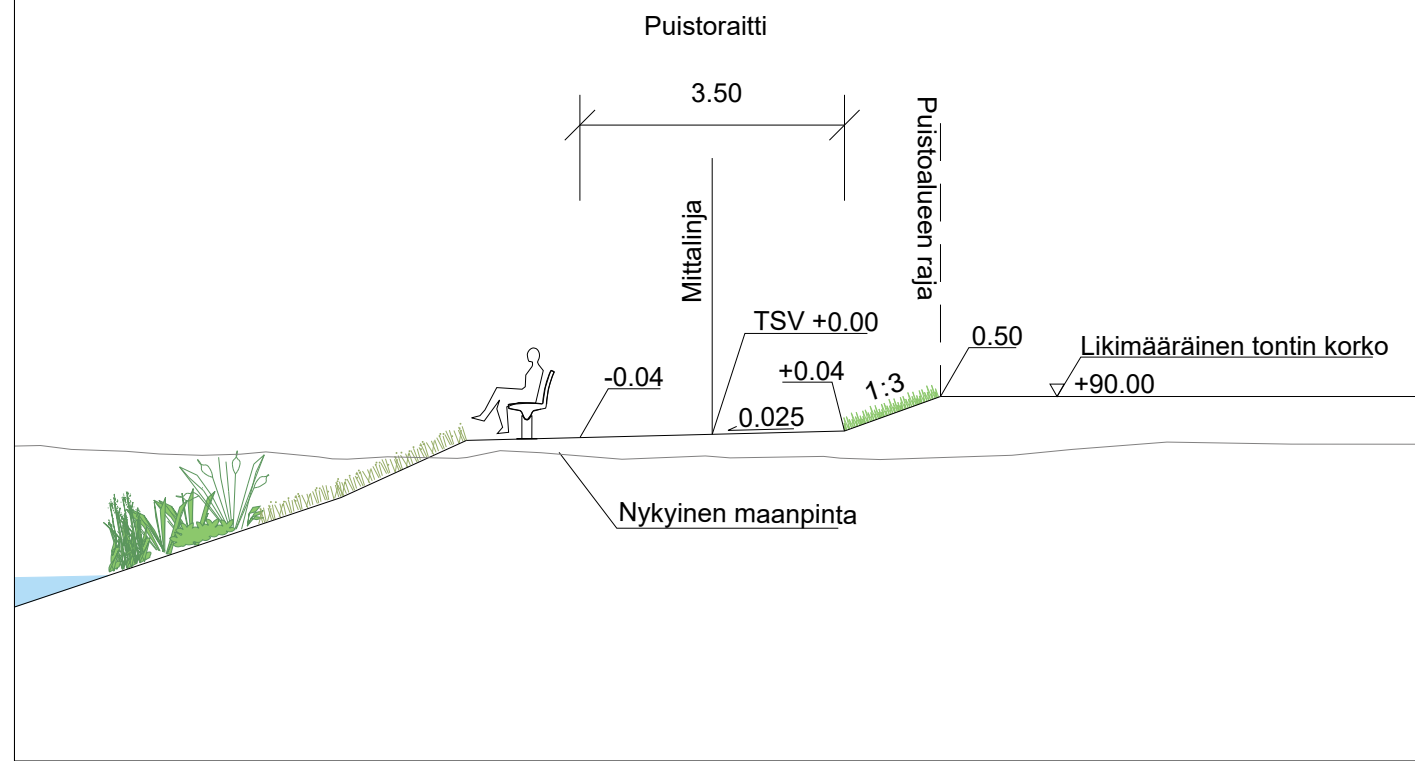 Puistoraitti
3.50
Puistoalueen raja
Mittalinja
TSV +0.00
0.50
Likimääräinen tontin korko
+90.00
-0.04
+0.04
1:3
0.025
Nykyinen maanpinta